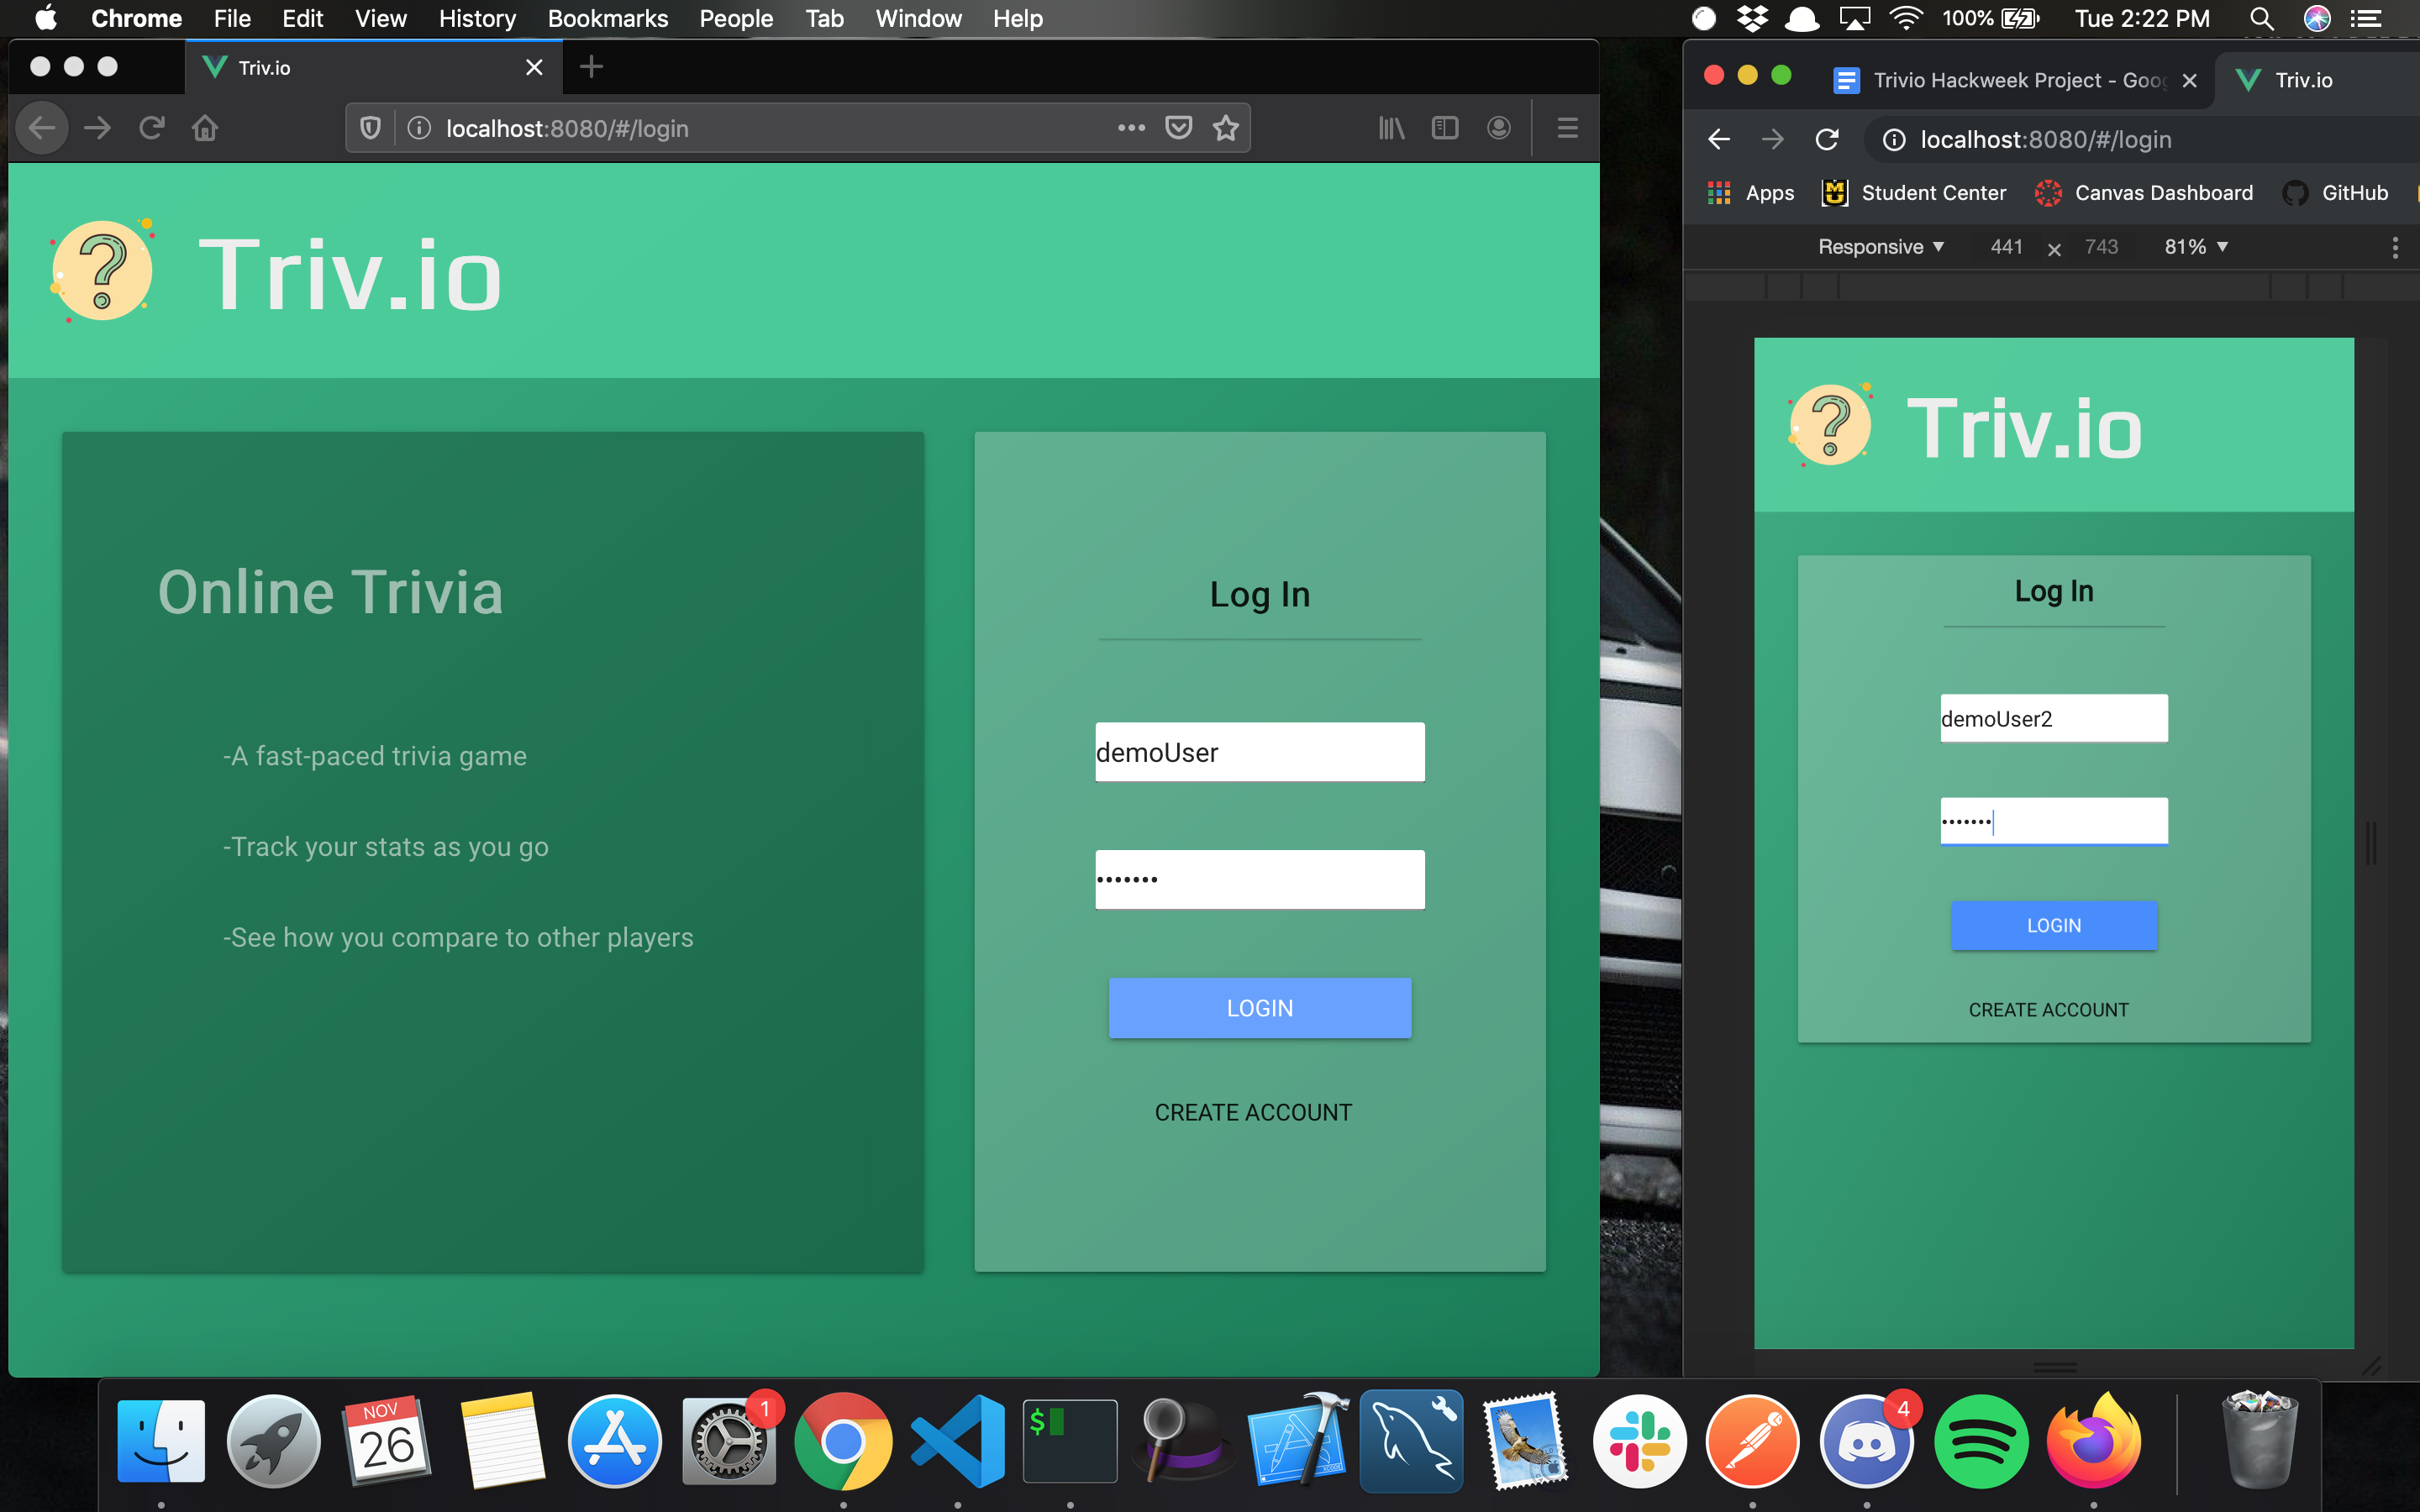 Chrome File Edit View History Bookmarks People Tab Window Help 100% Tue 2:22 PM
Triv.io
localhost:8080/#/login
Triv.io
Online Trivia
-A fast-paced trivia game
-Track your stats as you go
-See how you compare to other players
Log In
demoUser
•••••••
LOGIN
CREATE ACCOUNT
Trivio Hackweek Project - Goog
Triv.io
localhost:8080/#/login
Apps Student Center Canvas Dashboard GitHub
Responsive 441 × 743 81%
Triv.io
Log In
demoUser2
•••••••
LOGIN
CREATE ACCOUNT
NOV
26
1
$
4